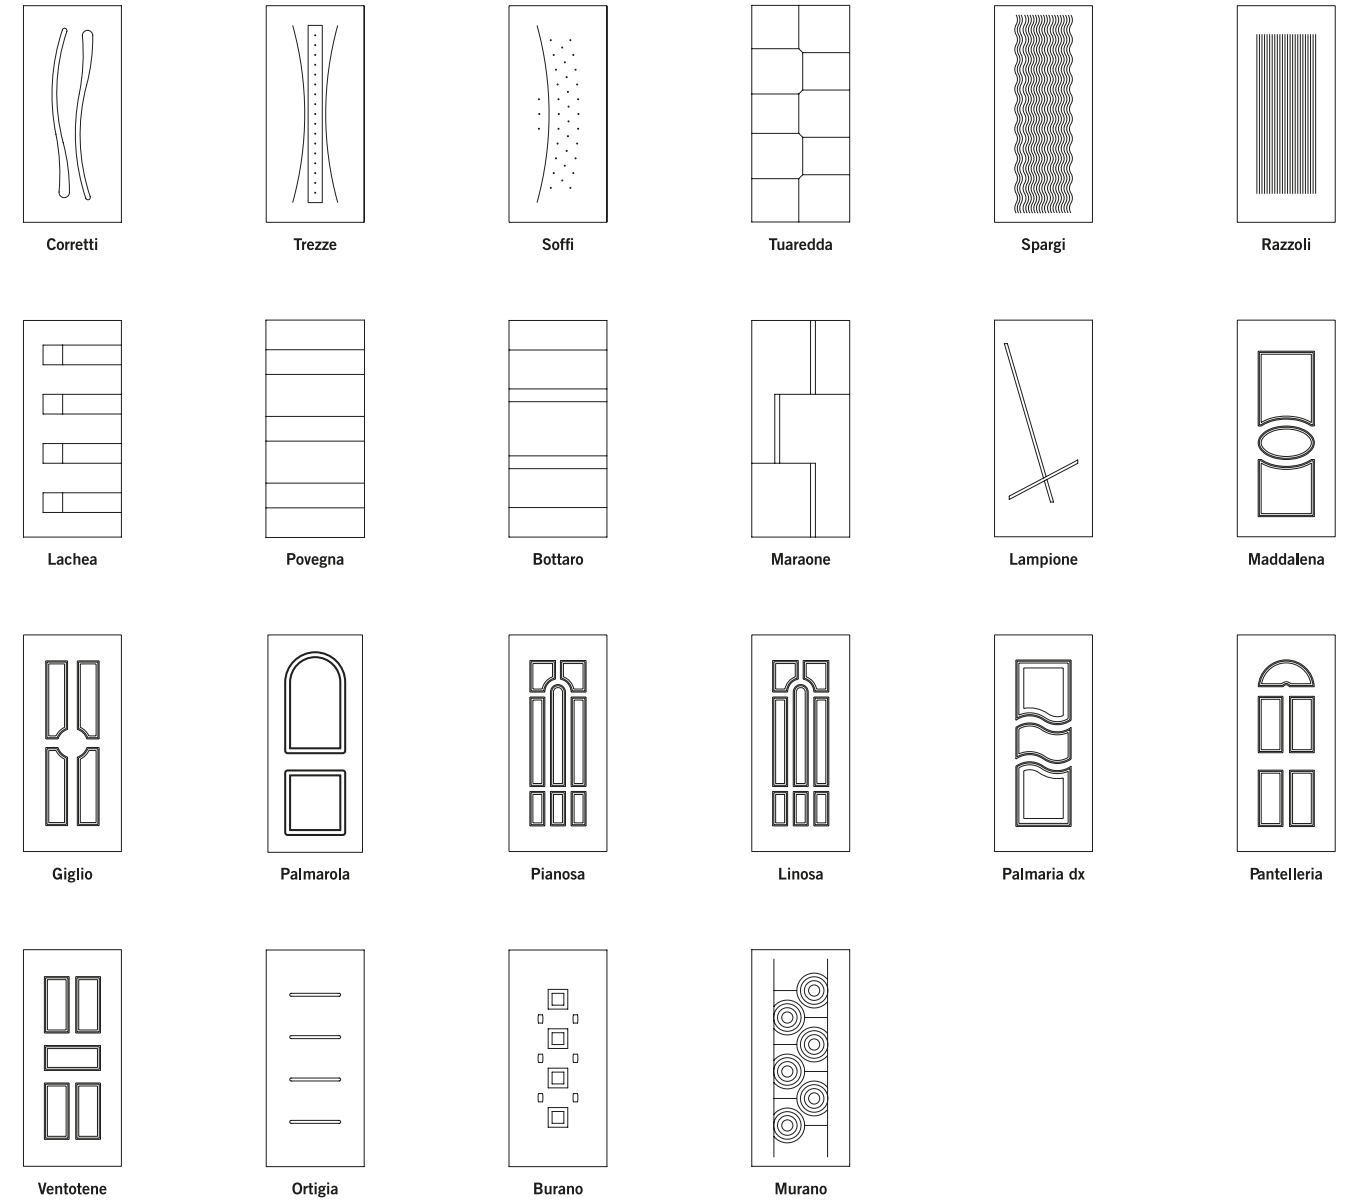 Corretti Trezze Soffi Tuaredda Spargi Razzoli
Lachea Povegna Bottaro Maraone Lampione Maddalena
Giglio Palmarola Pianosa Linosa Palmaria dx Pantelleria
Ventotene Ortigia Burano Murano